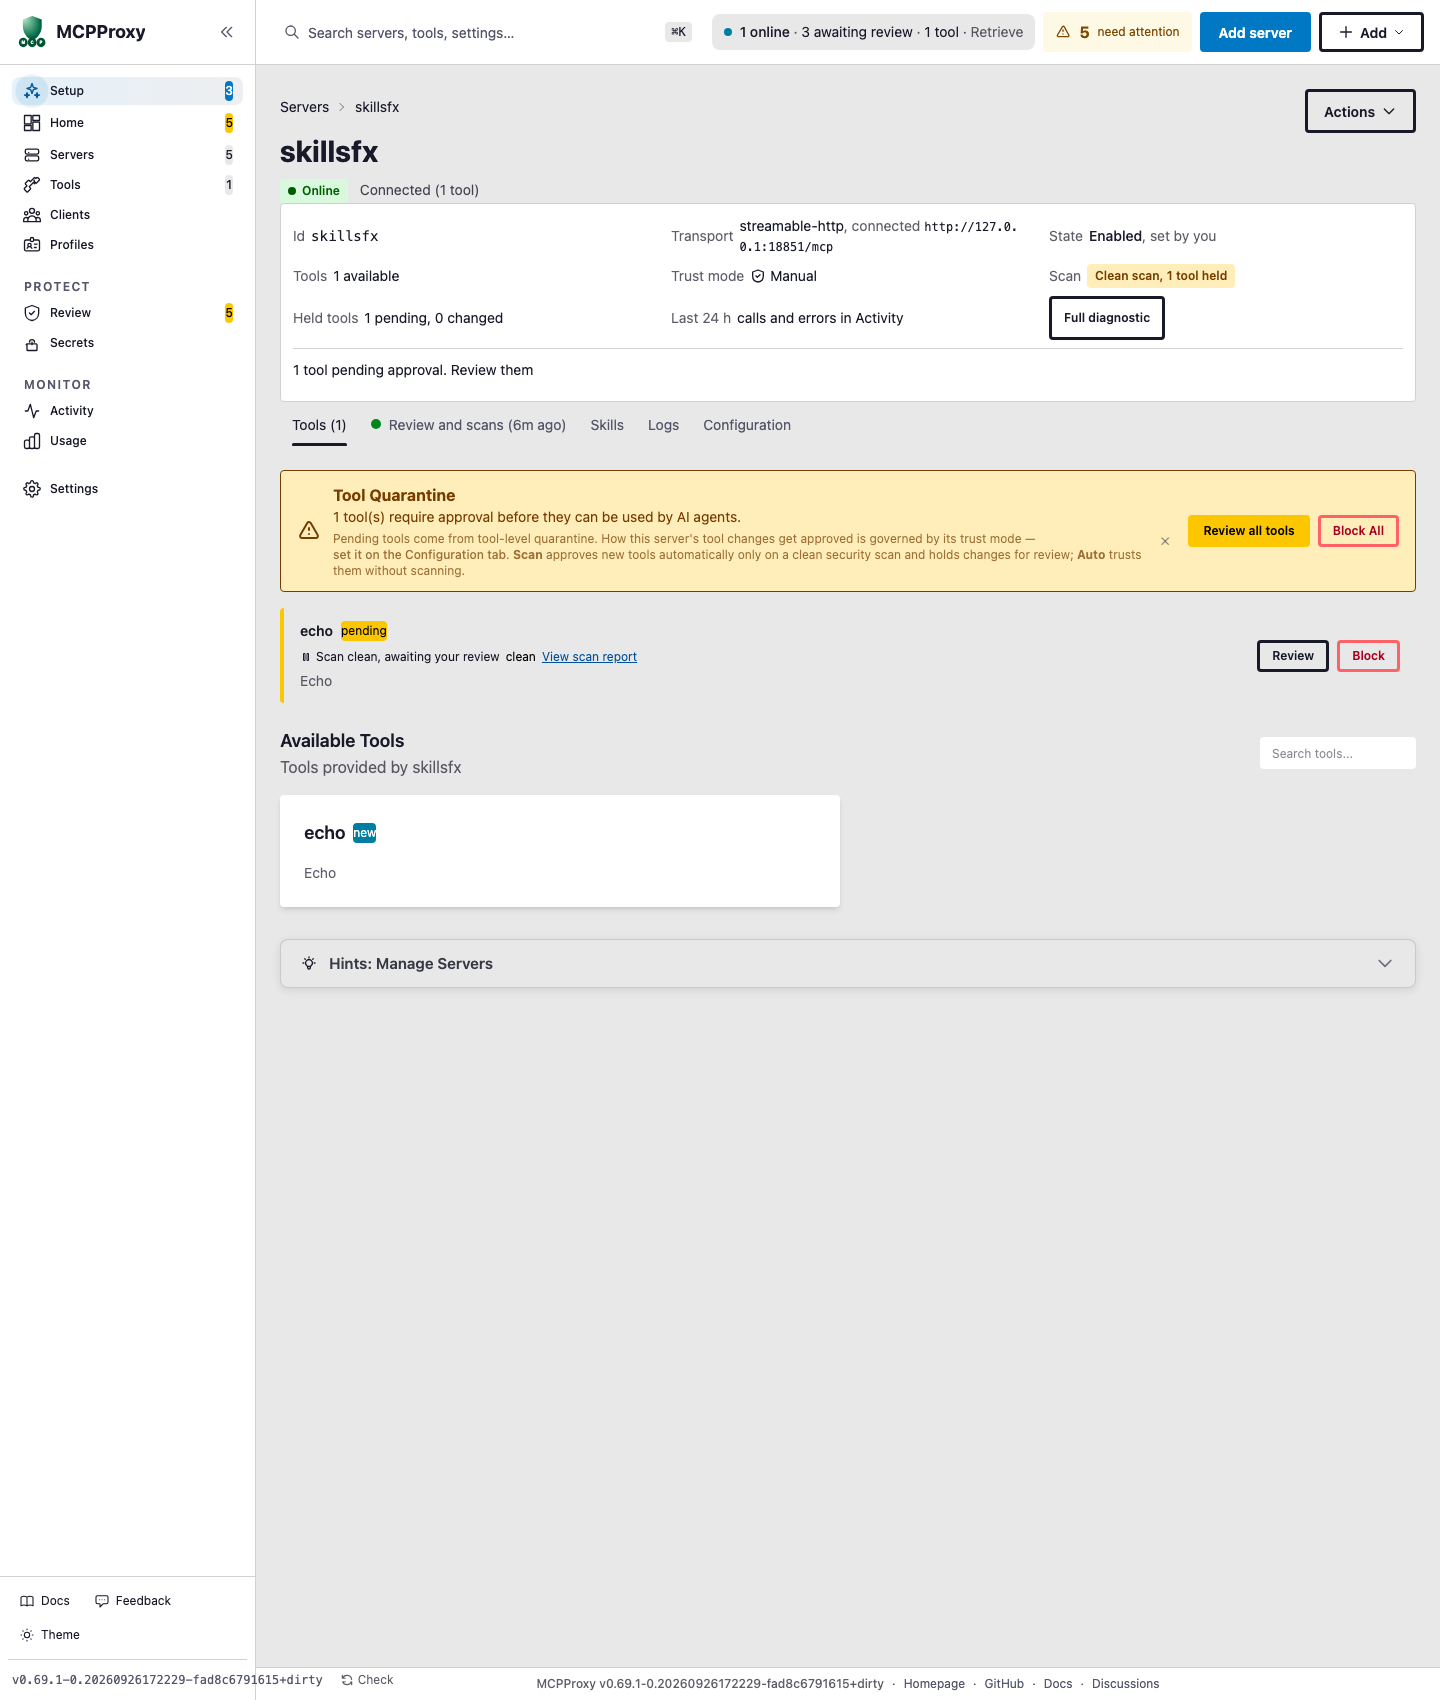 MCPProxy
Search servers, tools, settings...
⌘K
1 online · 3 awaiting review · 1 tool · Retrieve
5 need attention
Add server
Add
Setup 3
Home 5
Servers 5
Tools 1
Clients
Profiles
PROTECT
Review 5
Secrets
MONITOR
Activity
Usage
Settings
Servers > skillsfx
Actions
skillsfx
Online Connected (1 tool)
Id skillsfx
Transport streamable-http, connected http://127.0.
0.1:18851/mcp
State Enabled, set by you
Tools 1 available
Trust mode Manual
Scan Clean scan, 1 tool held
Held tools 1 pending, 0 changed
Last 24 h calls and errors in Activity
Full diagnostic
1 tool pending approval. Review them
Tools (1) Review and scans (6m ago) Skills Logs Configuration
Tool Quarantine
1 tool(s) require approval before they can be used by AI agents.
Pending tools come from tool-level quarantine. How this server's tool changes get approved is governed by its trust mode —
set it on the Configuration tab. Scan approves new tools automatically only on a clean security scan and holds changes for review; Auto trusts
them without scanning.
Review all tools
Block All
echo pending
Scan clean, awaiting your review clean View scan report
Echo
Review
Block
Available Tools
Tools provided by skillsfx
Search tools...
echo new
Echo
Hints: Manage Servers
Docs Feedback
Theme
v0.69.1-0.20260926172229-fad8c6791615+dirty Check
MCPProxy v0.69.1-0.20260926172229-fad8c6791615+dirty · Homepage · GitHub · Docs · Discussions